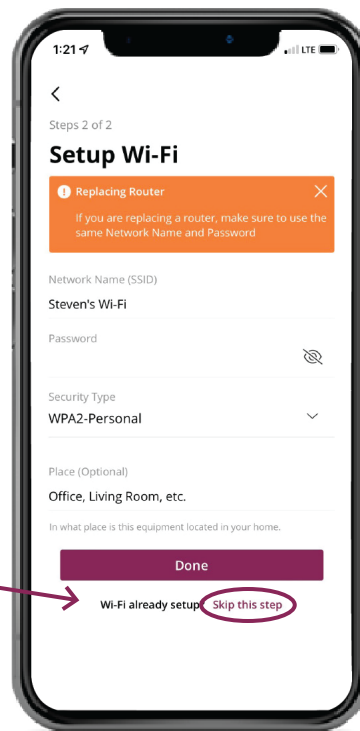 1:21
LTE
Steps 2 of 2
Setup Wi-Fi
Replacing Router
If you are replacing a router, make sure to use the
same Network Name and Password
Network Name (SSID)
Steven's Wi-Fi
Password
Security Type
WPA2-Personal
Place (Optional)
Office, Living Room, etc.
In what place is this equipment located in your home.
Done
Wi-Fi already setup Skip this step